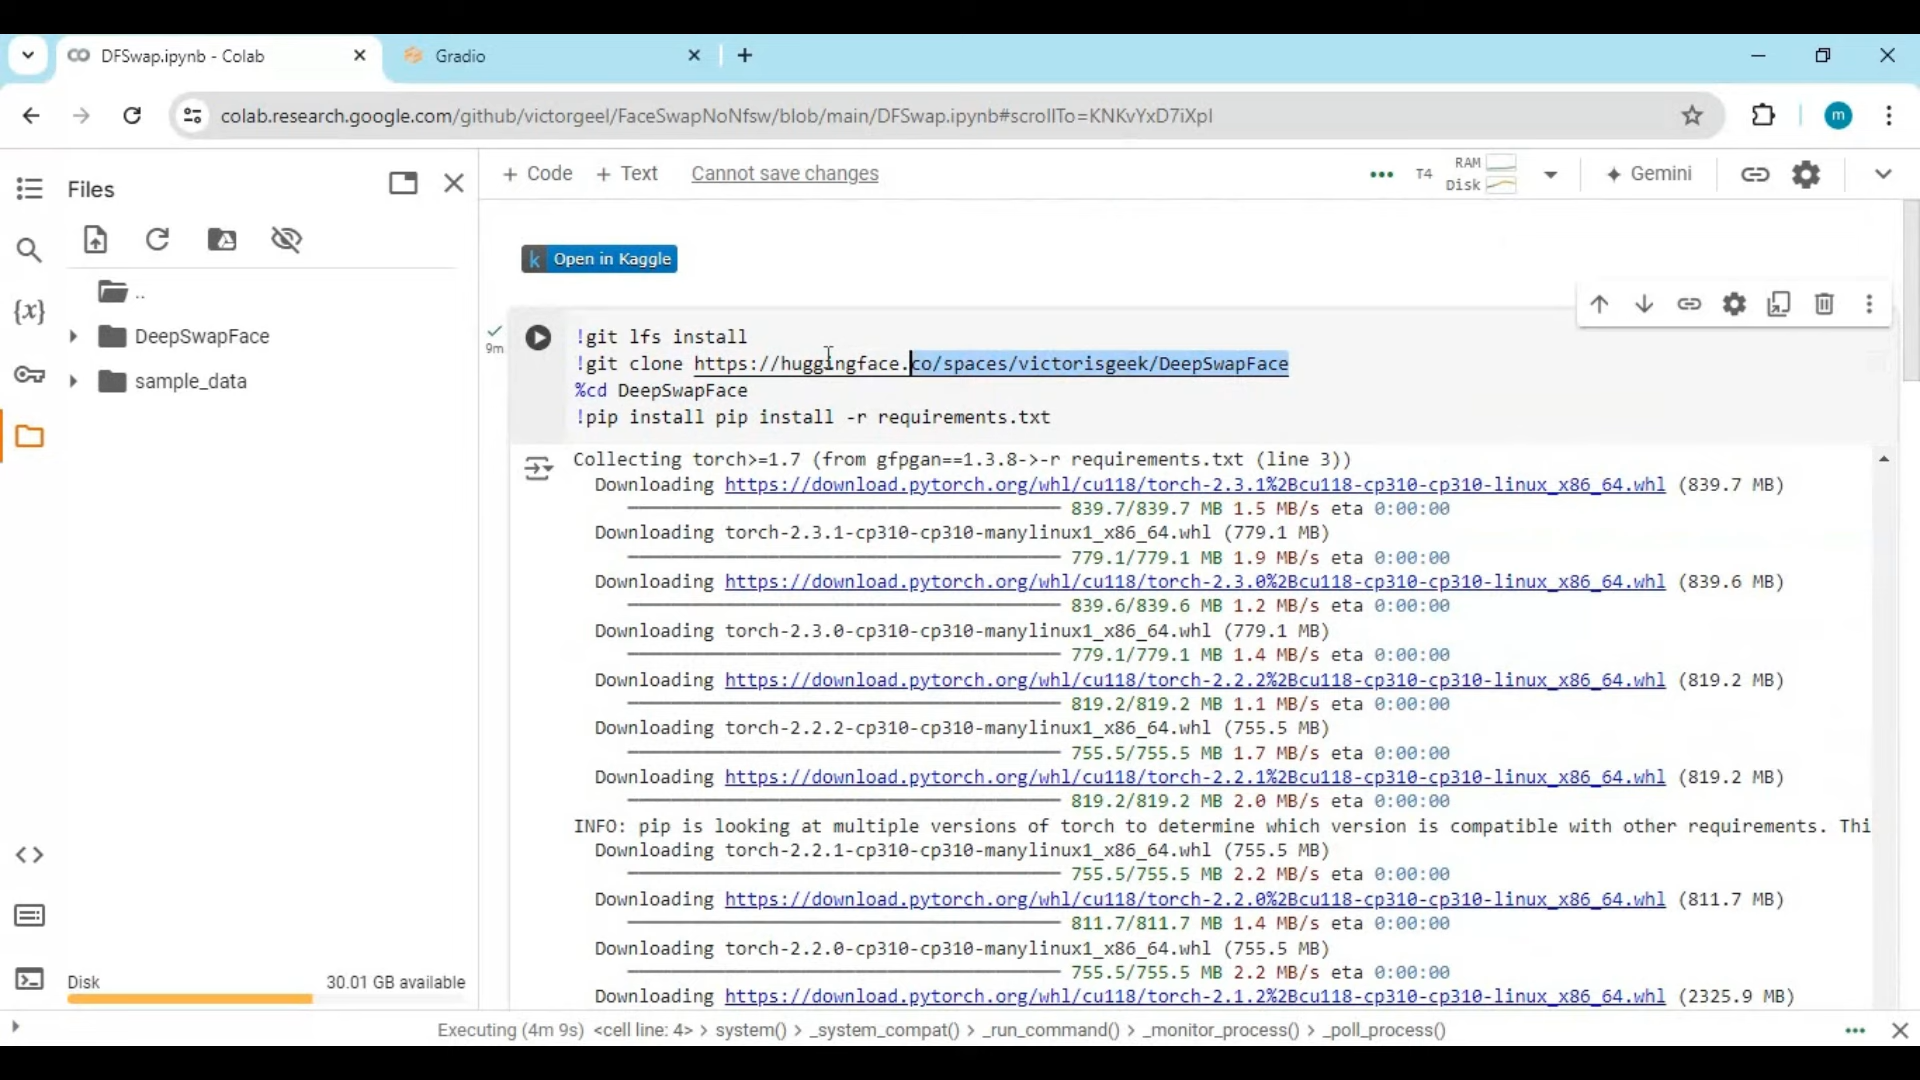 DFSwap.ipynb - Colab
Gradio
colab.research.google.com/github/victorgeel/FaceSwapNoNfsw/blob/main/DFSwap.ipynb#scrollTo=KNKvYxD7iXpI
m
Files
+ Code + Text Cannot save changes
T4
RAM
Disk
Gemini
..
DeepSwapFace
sample_data
{x}
k Open in Kaggle
9m
!git lfs install
!git clone https://huggingface.co/spaces/victorisgeek/DeepSwapFace
%cd DeepSwapFace
!pip install pip install -r requirements.txt
Collecting torch>=1.7 (from gfpgan==1.3.8->-r requirements.txt (line 3))
Downloading https://download.pytorch.org/whl/cu118/torch-2.3.1%2Bcu118-cp310-cp310-linux_x86_64.whl (839.7 MB)
839.7/839.7 MB 1.5 MB/s eta 0:00:00
Downloading torch-2.3.1-cp310-cp310-manylinux1_x86_64.whl (779.1 MB)
779.1/779.1 MB 1.9 MB/s eta 0:00:00
Downloading https://download.pytorch.org/whl/cu118/torch-2.3.0%2Bcu118-cp310-cp310-linux_x86_64.whl (839.6 MB)
839.6/839.6 MB 1.2 MB/s eta 0:00:00
Downloading torch-2.3.0-cp310-cp310-manylinux1_x86_64.whl (779.1 MB)
779.1/779.1 MB 1.4 MB/s eta 0:00:00
Downloading https://download.pytorch.org/whl/cu118/torch-2.2.2%2Bcu118-cp310-cp310-linux_x86_64.whl (819.2 MB)
819.2/819.2 MB 1.1 MB/s eta 0:00:00
Downloading torch-2.2.2-cp310-cp310-manylinux1_x86_64.whl (755.5 MB)
755.5/755.5 MB 1.7 MB/s eta 0:00:00
Downloading https://download.pytorch.org/whl/cu118/torch-2.2.1%2Bcu118-cp310-cp310-linux_x86_64.whl (819.2 MB)
819.2/819.2 MB 2.0 MB/s eta 0:00:00
INFO: pip is looking at multiple versions of torch to determine which version is compatible with other requirements. Thi
Downloading torch-2.2.1-cp310-cp310-manylinux1_x86_64.whl (755.5 MB)
755.5/755.5 MB 2.2 MB/s eta 0:00:00
Downloading https://download.pytorch.org/whl/cu118/torch-2.2.0%2Bcu118-cp310-cp310-linux_x86_64.whl (811.7 MB)
811.7/811.7 MB 1.4 MB/s eta 0:00:00
Downloading torch-2.2.0-cp310-cp310-manylinux1_x86_64.whl (755.5 MB)
755.5/755.5 MB 2.2 MB/s eta 0:00:00
Downloading https://download.pytorch.org/whl/cu118/torch-2.1.2%2Bcu118-cp310-cp310-linux_x86_64.whl (2325.9 MB)
Disk 30.01 GB available
Executing (4m 9s) <cell line: 4> > system() > _system_compat() > _run_command() > _monitor_process() > _poll_process()